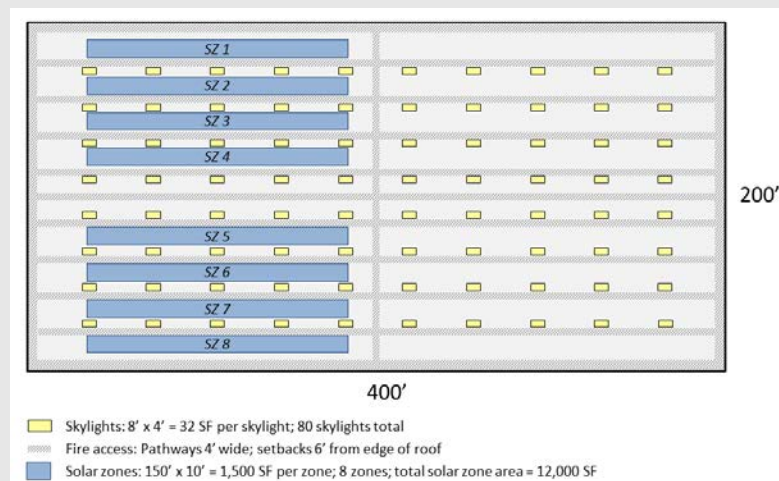 SZ 1
SZ 2
SZ 3
SZ 4
SZ 5
SZ 6
SZ 7
SZ 8
200'
400'
Skylights: 8' x 4' = 32 SF per skylight; 80 skylights total
Fire access: Pathways 4' wide; setbacks 6' from edge of roof
Solar zones: 150' x 10' = 1,500 SF per zone; 8 zones; total solar zone area = 12,000 SF